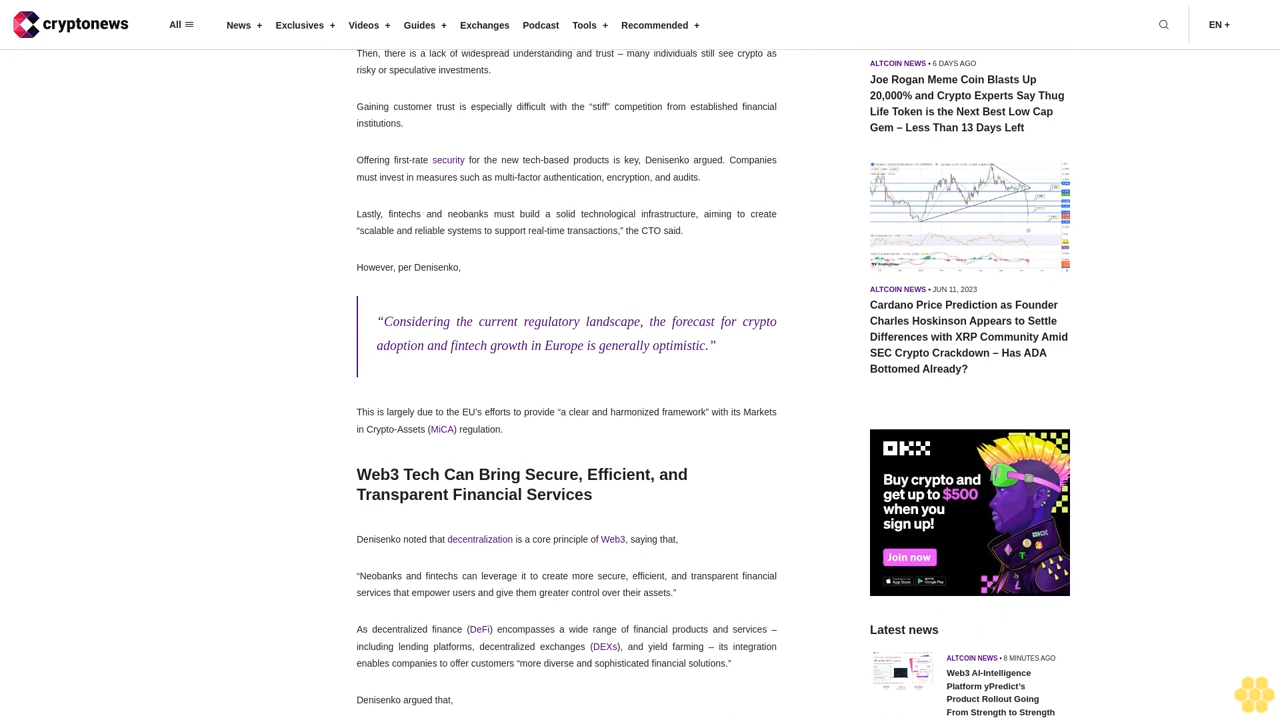 cryptonews
All
News +
Exclusives +
Videos +
Guides +
Exchanges
Podcast
Tools +
Recommended +
EN +
Then, there is a lack of widespread understanding and trust – many individuals still see crypto as
risky or speculative investments.
Gaining customer trust is especially difficult with the “stiff” competition from established financial
institutions.
Offering first-rate security for the new tech-based products is key, Denisenko argued. Companies
must invest in measures such as multi-factor authentication, encryption, and audits.
Lastly, fintechs and neobanks must build a solid technological infrastructure, aiming to create
“scalable and reliable systems to support real-time transactions,” the CTO said.
However, per Denisenko,
“Considering the current regulatory landscape, the forecast for crypto
adoption and fintech growth in Europe is generally optimistic.”
This is largely due to the EU’s efforts to provide “a clear and harmonized framework” with its Markets
in Crypto-Assets (MiCA) regulation.
Web3 Tech Can Bring Secure, Efficient, and
Transparent Financial Services
Denisenko noted that decentralization is a core principle of Web3, saying that,
“Neobanks and fintechs can leverage it to create more secure, efficient, and transparent financial
services that empower users and give them greater control over their assets.”
As decentralized finance (DeFi) encompasses a wide range of financial products and services –
including lending platforms, decentralized exchanges (DEXs), and yield farming – its integration
enables companies to offer customers “more diverse and sophisticated financial solutions.”
Denisenko argued that,
ALTCOIN NEWS • 6 DAYS AGO
Joe Rogan Meme Coin Blasts Up
20,000% and Crypto Experts Say Thug
Life Token is the Next Best Low Cap
Gem – Less Than 13 Days Left
TradingView
ALTCOIN NEWS • JUN 11, 2023
Cardano Price Prediction as Founder
Charles Hoskinson Appears to Settle
Differences with XRP Community Amid
SEC Crypto Crackdown – Has ADA
Bottomed Already?
OKX
Buy crypto and
get up to $500
when you
sign up!
Join now
App Store
Google Play
Latest news
ALTCOIN NEWS • 8 MINUTES AGO
Web3 AI-Intelligence
Platform yPredict’s
Product Rollout Going
From Strength to Strength